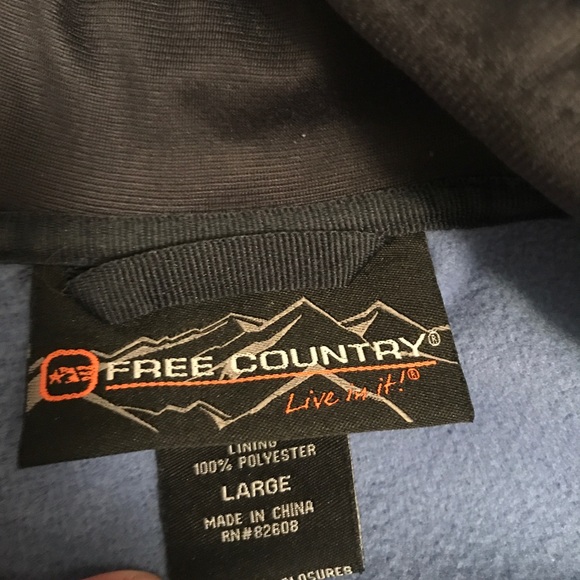 FREE COUNTRY®
Live in it!®
LINING
100% POLYESTER
LARGE
MADE IN CHINA
RN#82608